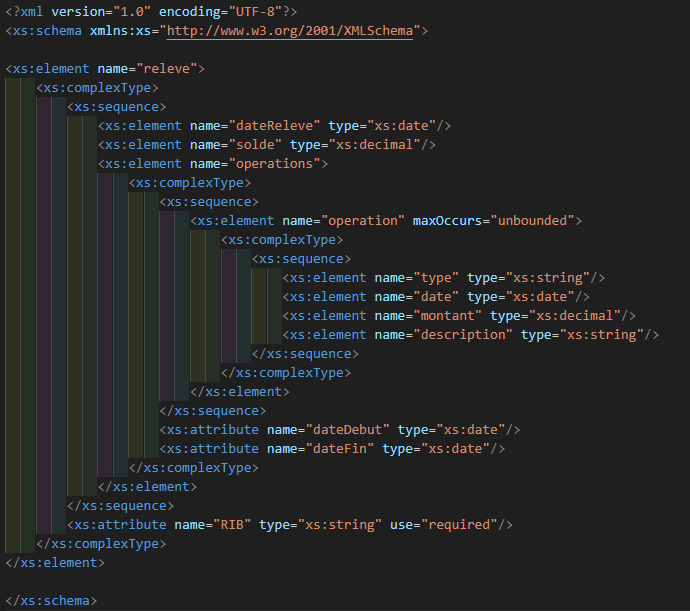 <?xml version="1.0" encoding="UTF-8"?>
<xs:schema xmlns:xs="http://www.w3.org/2001/XMLSchema">
<xs:element name="releve">
<xs:complexType>
<xs:sequence>
<xs:element name="dateReleve" type="xs:date"/>
<xs:element name="solde" type="xs:decimal"/>
<xs:element name="operations">
<xs:complexType>
<xs:sequence>
<xs:element name="operation" maxOccurs="unbounded">
<xs:complexType>
<xs:sequence>
<xs:element name="type" type="xs:string"/>
<xs:element name="date" type="xs:date"/>
<xs:element name="montant" type="xs:decimal"/>
<xs:element name="description" type="xs:string"/>
</xs:sequence>
</xs:complexType>
</xs:element>
</xs:sequence>
<xs:attribute name="dateDebut" type="xs:date"/>
<xs:attribute name="dateFin" type="xs:date"/>
</xs:complexType>
</xs:element>
</xs:sequence>
<xs:attribute name="RIB" type="xs:string" use="required"/>
</xs:complexType>
</xs:element>
</xs:schema>